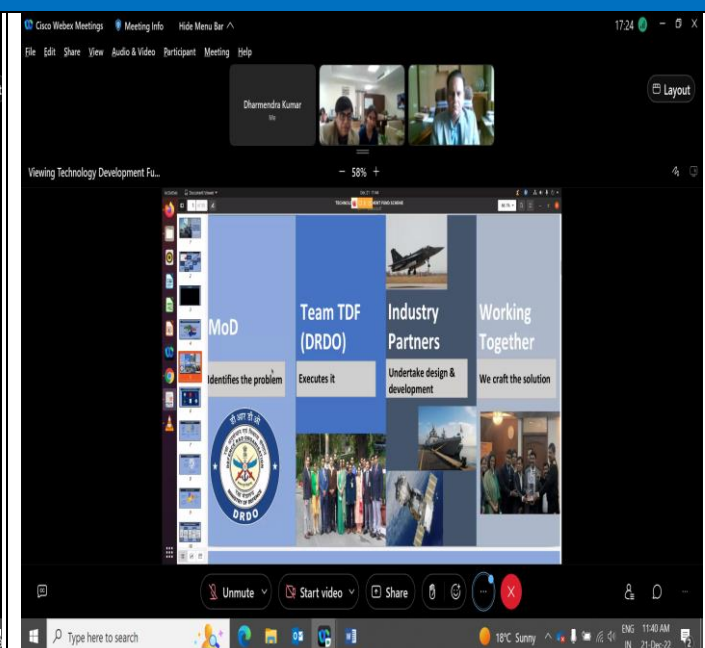 Cisco Webex Meetings Meeting Info Hide Menu Bar
17:24
File Edit Share View Audio & Video Participant Meeting Help
Dharmendra Kumar
Me
Layout
Viewing Technology Development Fu...
58%
MoD
Team TDF
(DRDO)
Industry
Partners
Working
Together
Identifies the problem
Executes it
Undertake design &
development
We craft the solution
डी आर डी ओ
DRDO
Unmute
Start video
Share
Type here to search
18°C Sunny
ENG 11:40 AM
IN 21-Dec-22